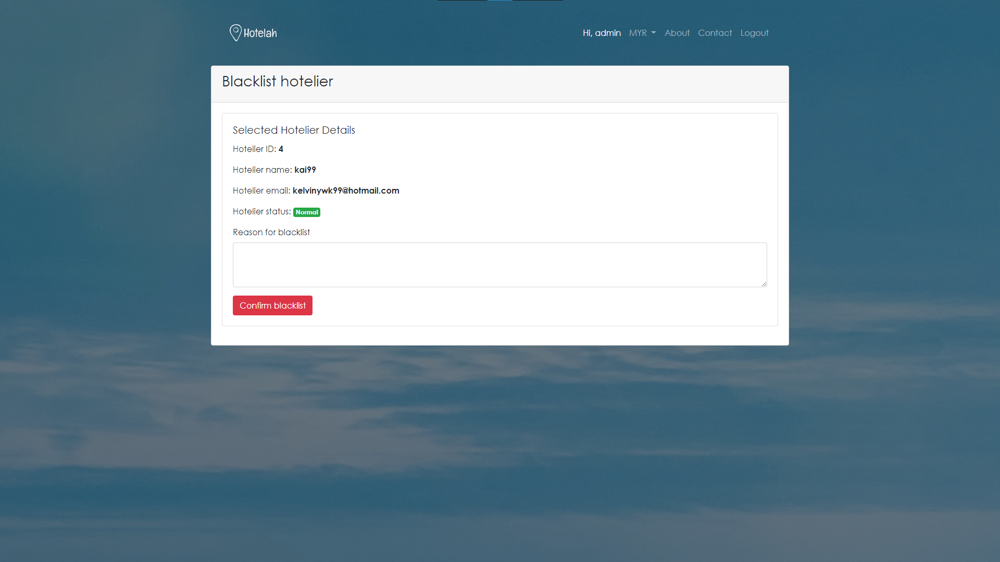 Hotelah
Hi, admin MYR About Contact Logout
Blacklist hotelier
Selected Hotelier Details
Hotelier ID: 4
Hotelier name: kai99
Hotelier email: kelvinywk99@hotmail.com
Hotelier status: Normal
Reason for blacklist
Confirm blacklist